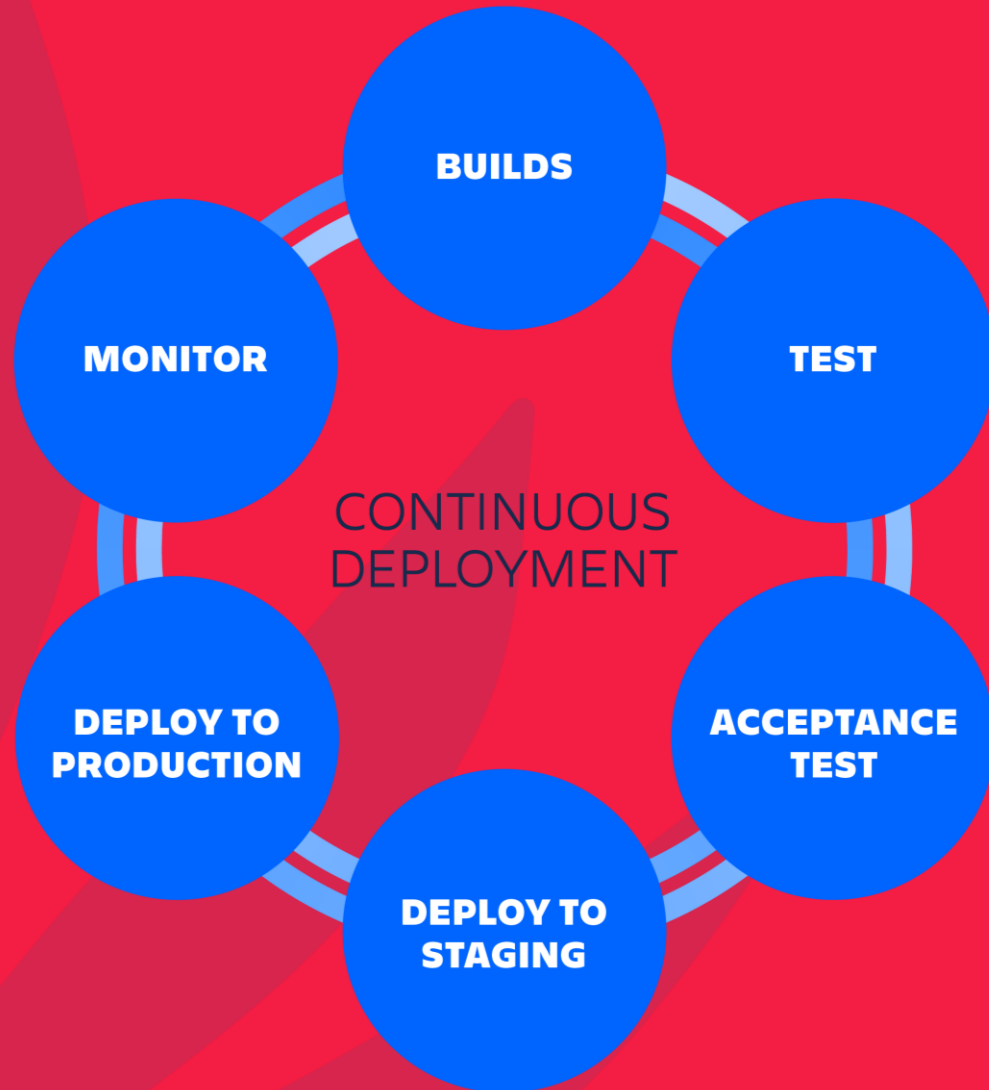 BUILDS
TEST
ACCEPTANCE
TEST
DEPLOY TO
STAGING
DEPLOY TO
PRODUCTION
MONITOR
CONTINUOUS
DEPLOYMENT